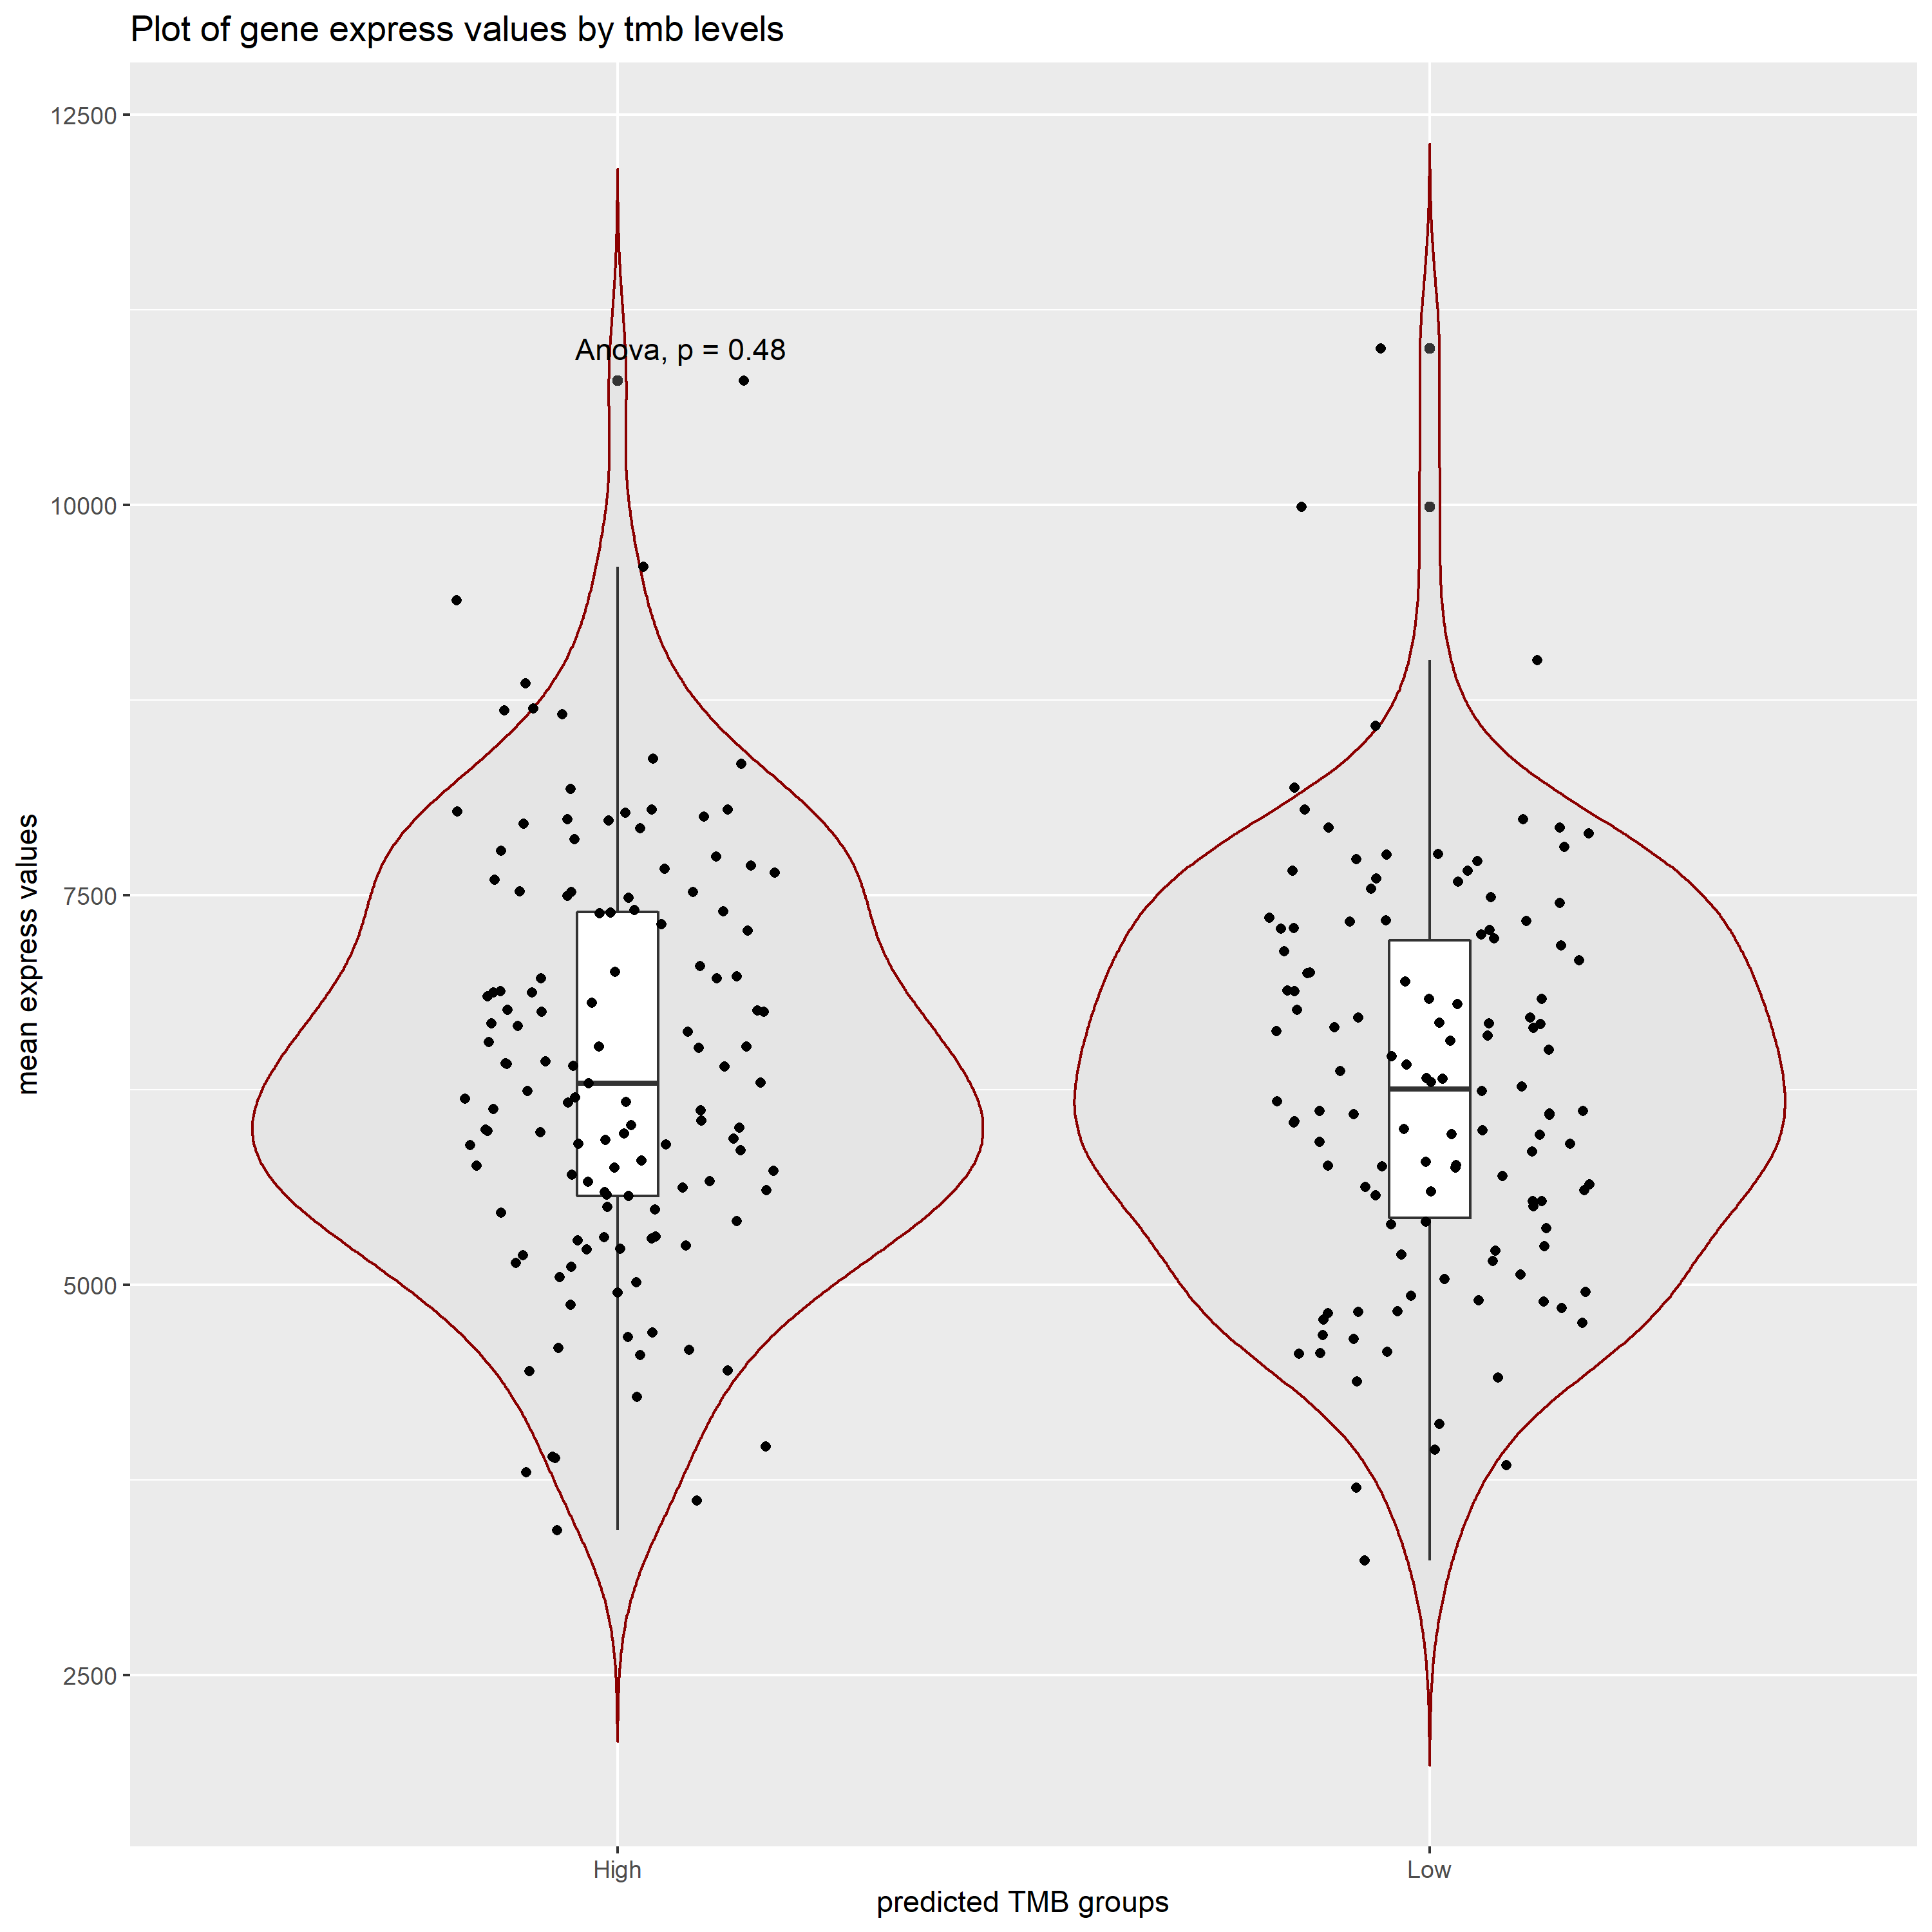 Plot of gene express values by tmb levels
12500
Anova, p = 0.48
10000
mean express values
7500
5000
2500
High
Low
predicted TMB groups